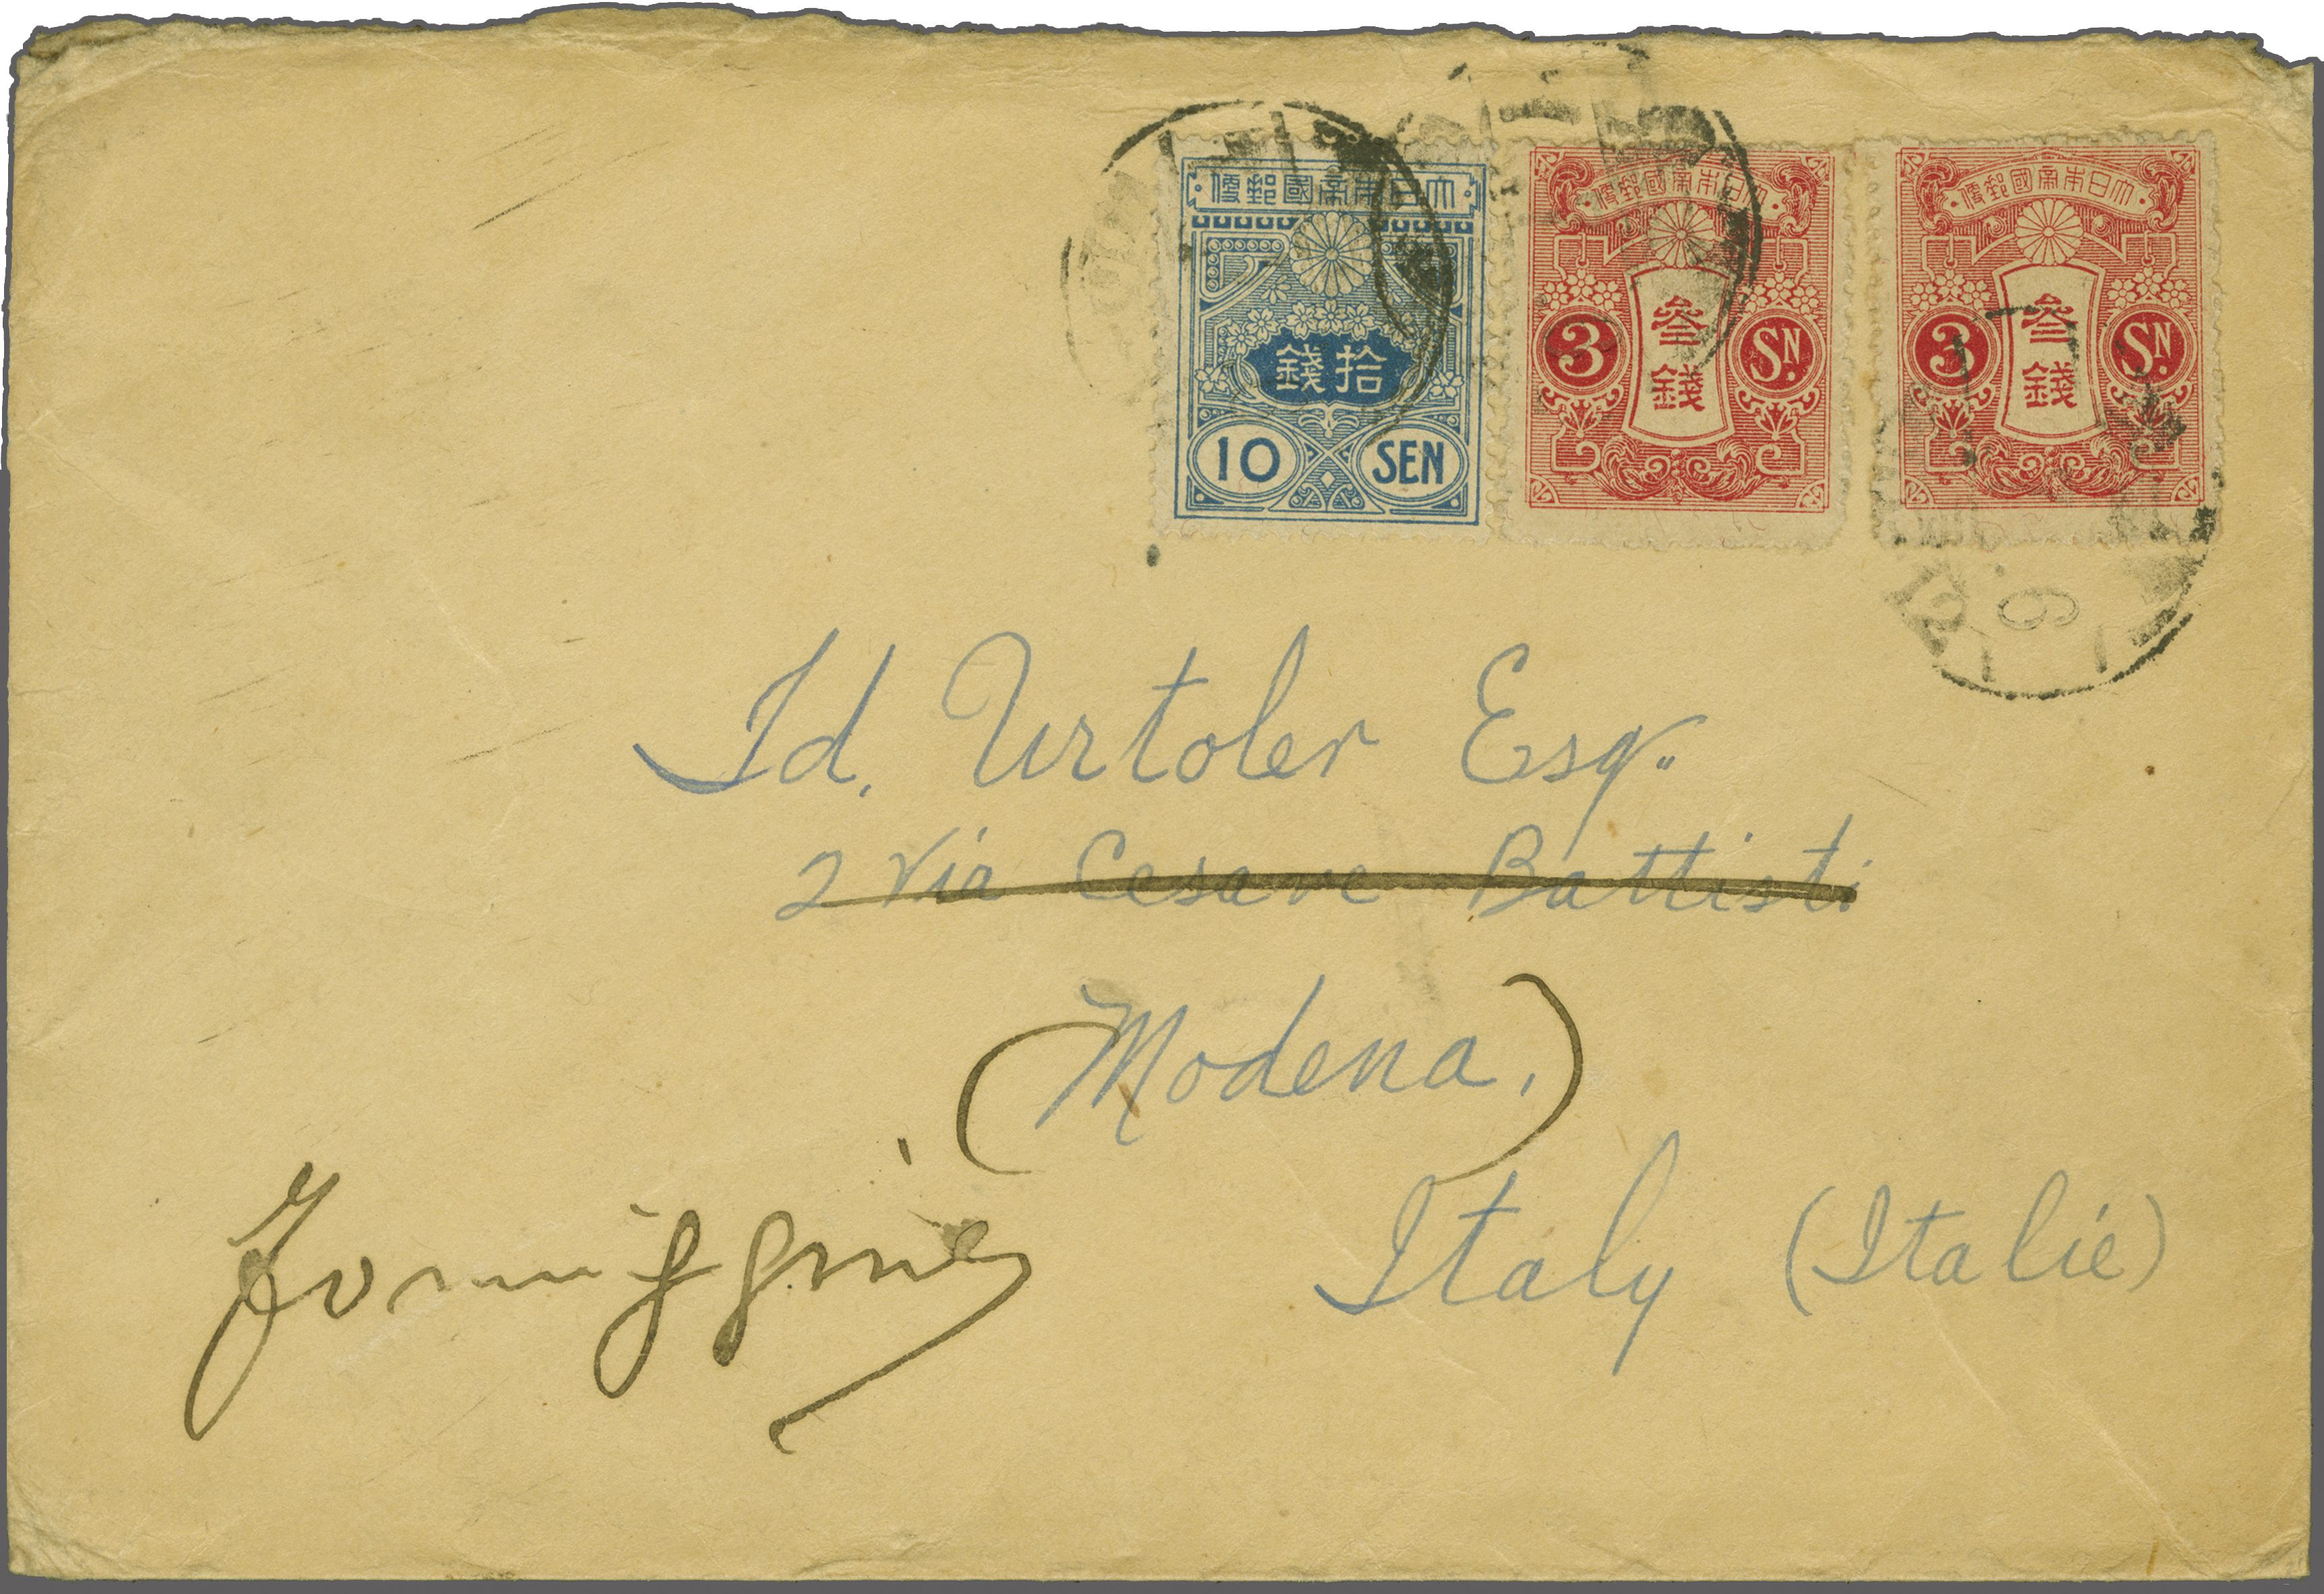 大日本帝國郵便
拾錢
10 SEN
大日本帝國郵便
3 參錢 SN.
大日本帝國郵便
3 參錢 SN.
6.
Id. Urtoler Esq.
2 Via Cesare Battisti
(Modena,)
Italy (Italie)